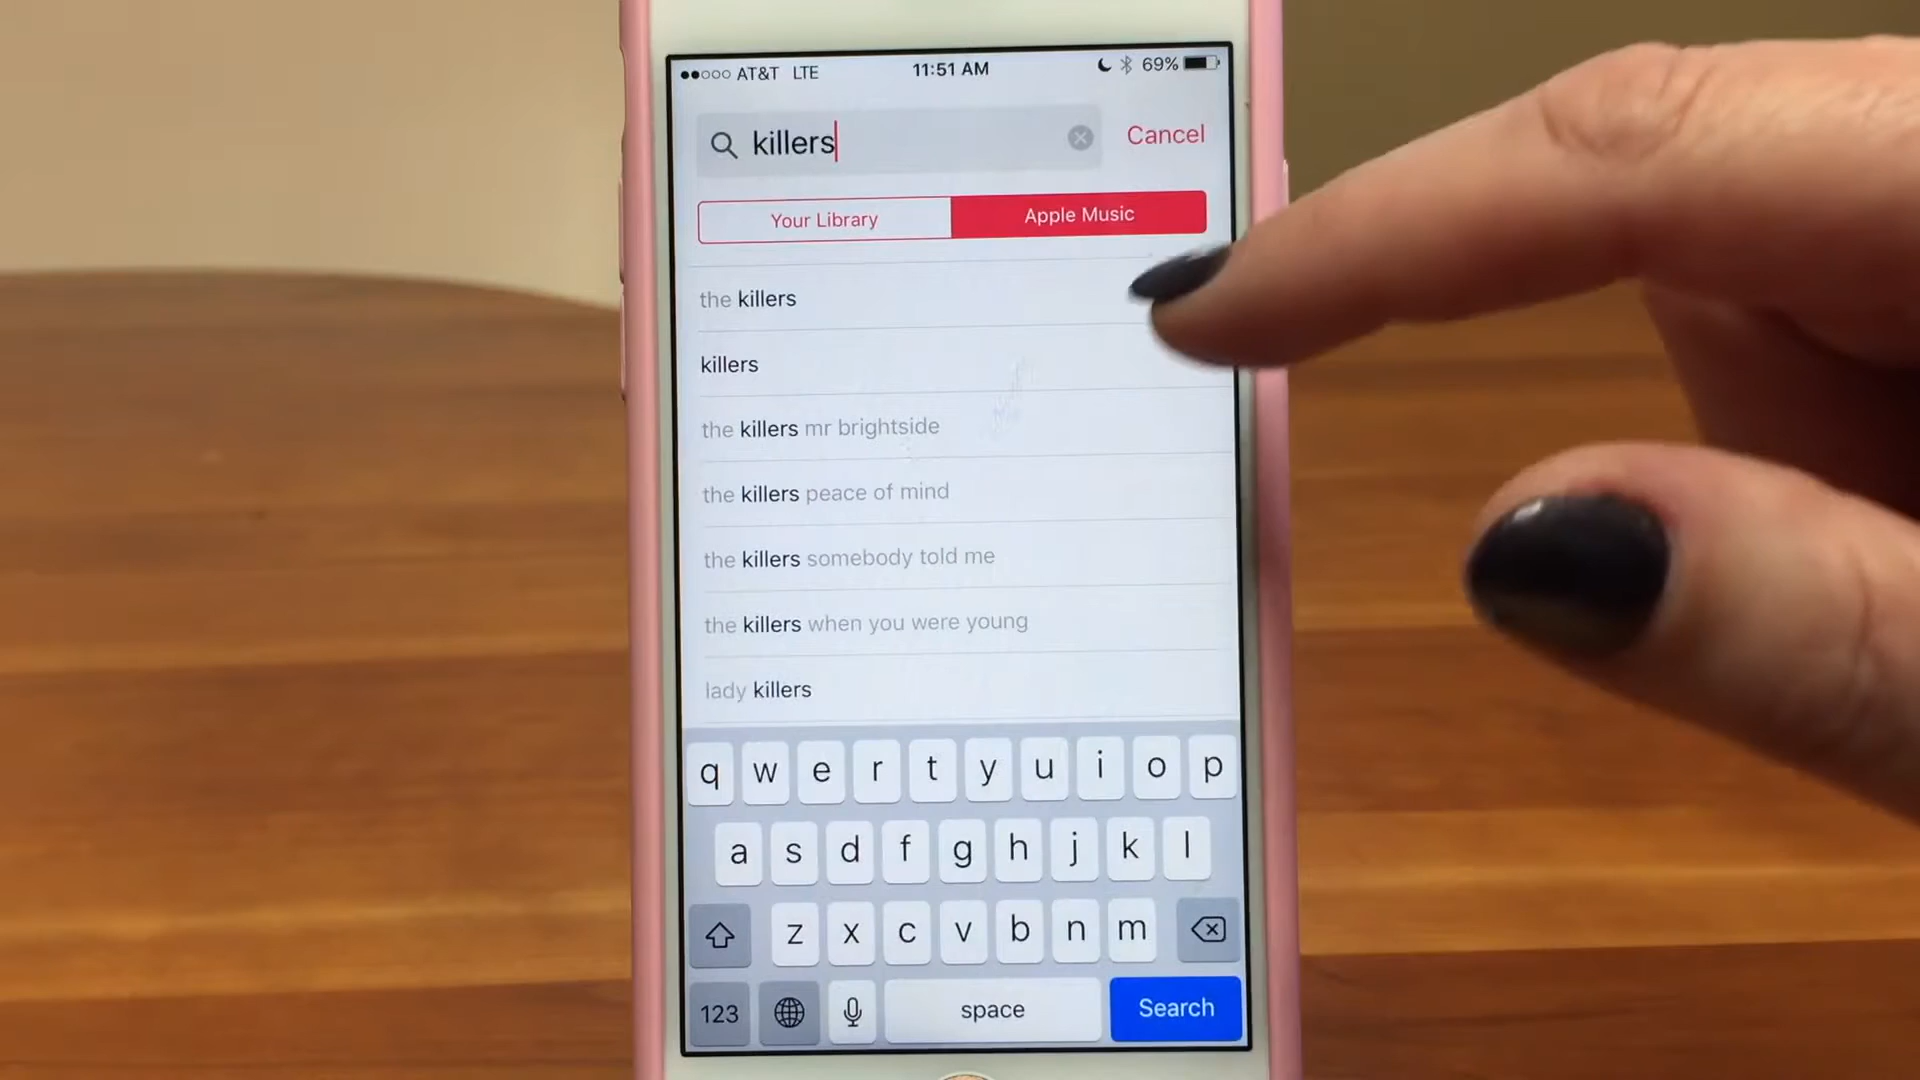 AT&T LTE 11:51 AM 69%
killers Cancel
Your Library Apple Music
the killers
killers
the killers mr brightside
the killers peace of mind
the killers somebody told me
the killers when you were young
lady killers
q w e r t y u i o p
a s d f g h j k l
z x c v b n m
123 space Search